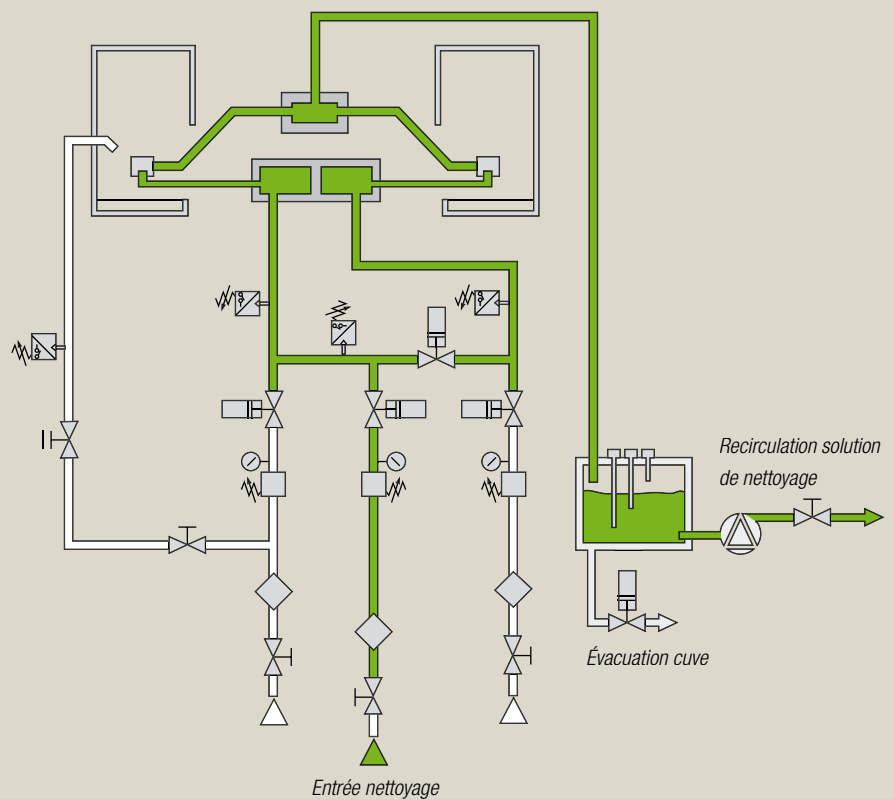 Recirculation solution
de nettoyage
Évacuation cuve
Entrée nettoyage